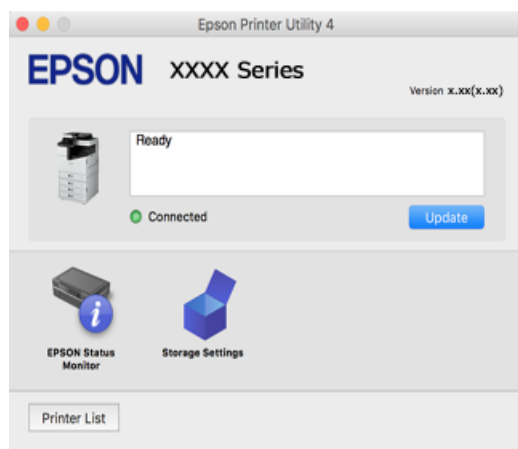 Epson Printer Utility 4
EPSON XXXX Series
Version x.xx(x.xx)
Ready
Connected
Update
EPSON Status
Monitor
Storage Settings
Printer List